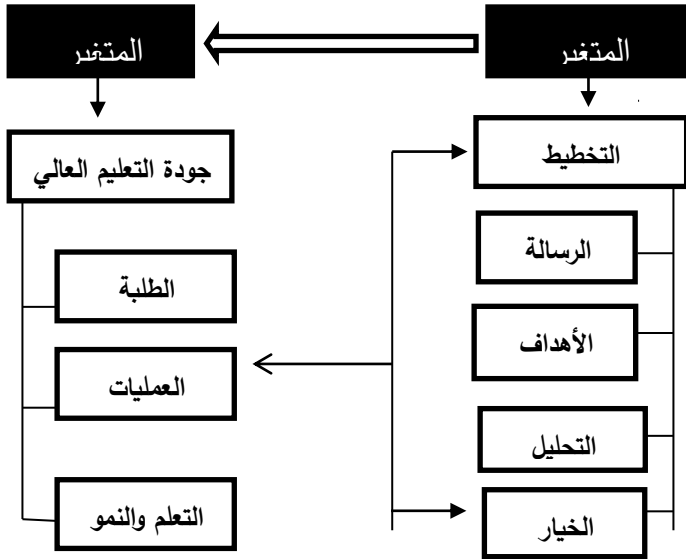 المتغير
المتغير
التخطيط
الرسالة
الأهداف
التحليل
الخيار
جودة التعليم العالي
الطلبة
العمليات
التعلم والنمو